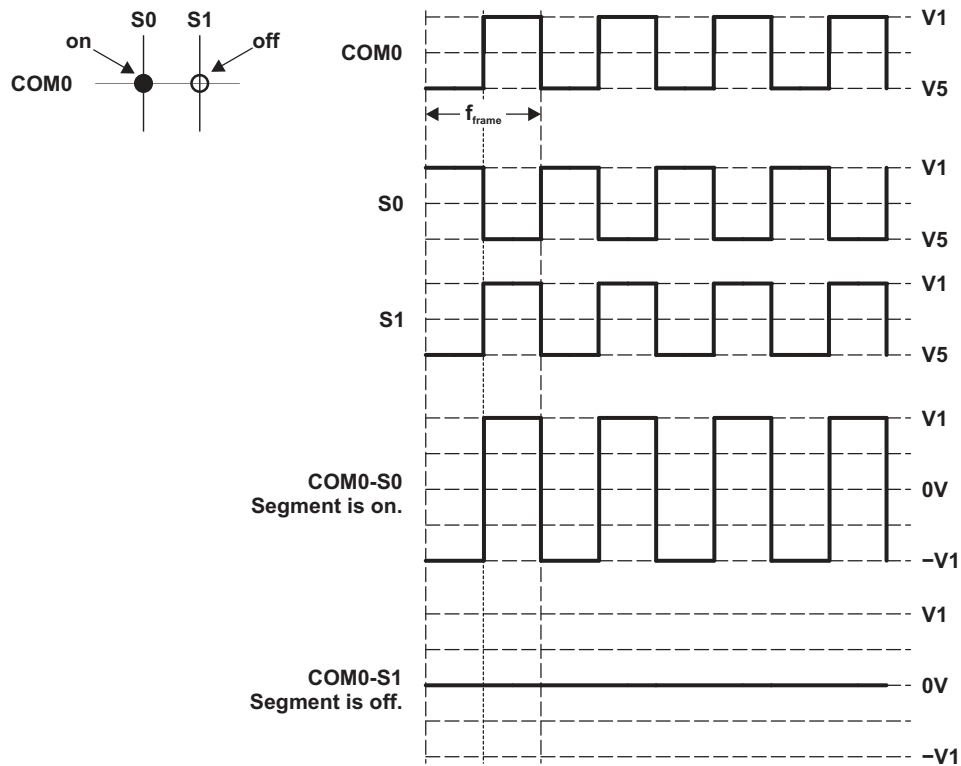 S0 S1
on off
COM0
COM0
V1
V5
fframe
S0
V1
V5
S1
V1
V5
COM0-S0
Segment is on.
V1
0V
−V1
COM0-S1
Segment is off.
V1
0V
−V1